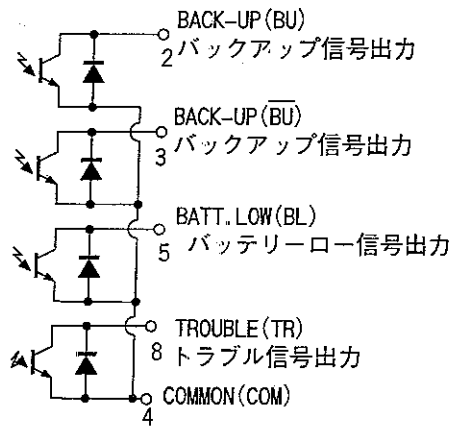 BACK-UP(BU)
2 バックアップ信号出力
BACK-UP(B̅U̅)
3 バックアップ信号出力
BATT.LOW(BL)
5 バッテリーロー信号出力
TROUBLE(TR)
8 トラブル信号出力
COMMON(COM)
4